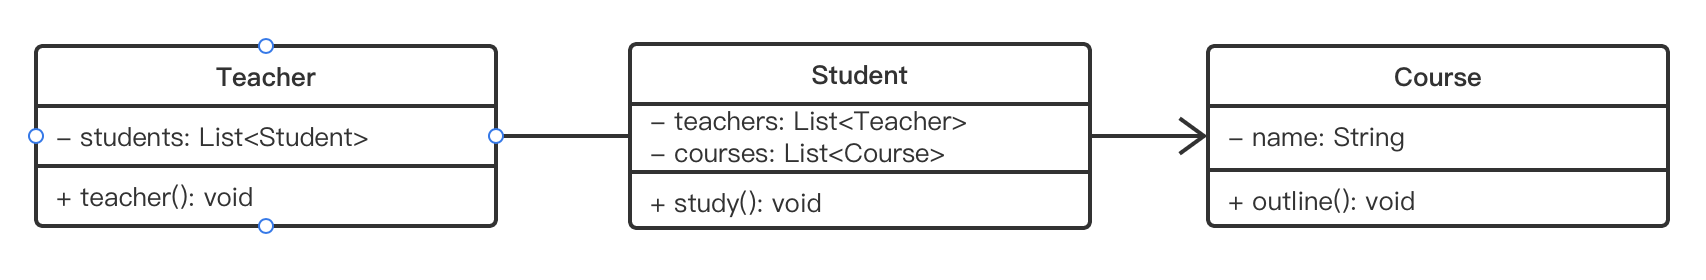 Teacher
– students: List<Student>
+ teacher(): void
Student
– teachers: List<Teacher>
– courses: List<Course>
+ study(): void
Course
– name: String
+ outline(): void